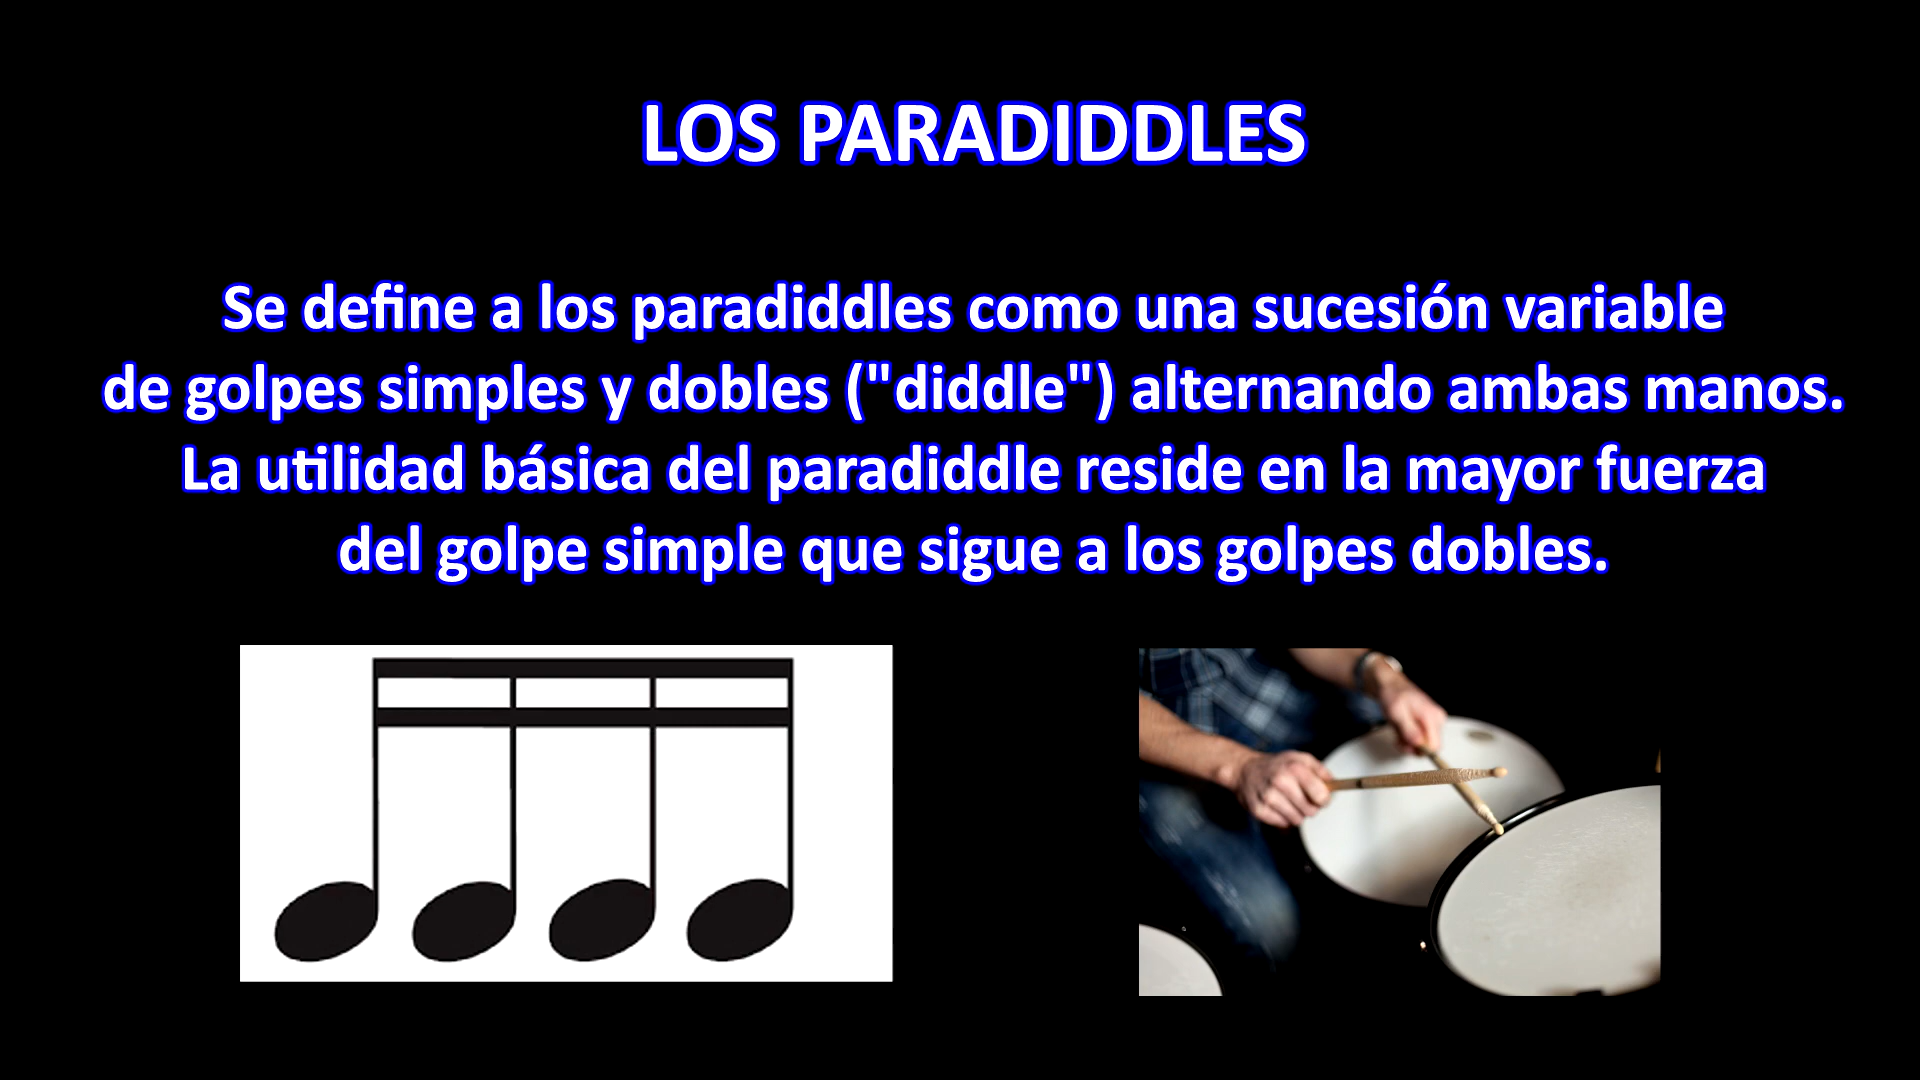 LOS PARADIDDLES
Se define a los paradiddles como una sucesión variable
de golpes simples y dobles ("diddle") alternando ambas manos.
La utilidad básica del paradiddle reside en la mayor fuerza
del golpe simple que sigue a los golpes dobles.